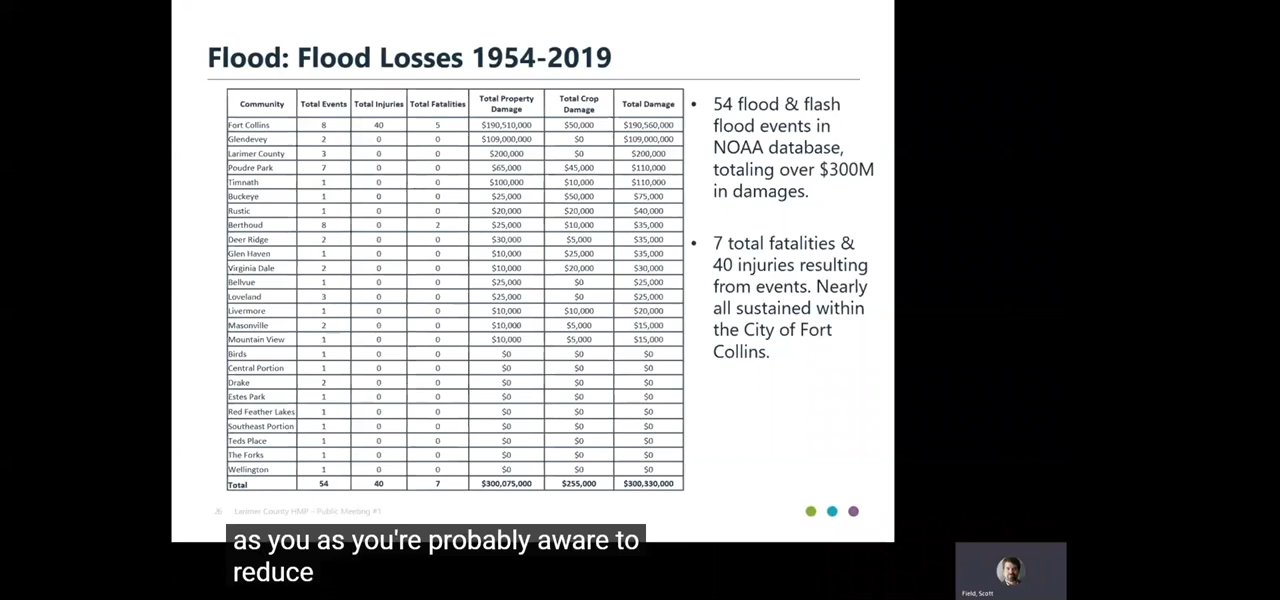 Flood: Flood Losses 1954-2019
Community Total Events Total Injuries Total Fatalities Total Property Damage Total Crop Damage Total Damage
Fort Collins 8 40 5 $190,510,000 $50,000 $190,560,000
Glendevey 2 0 0 $109,000,000 $0 $109,000,000
Larimer County 3 0 0 $200,000 $0 $200,000
Poudre Park 7 0 0 $65,000 $45,000 $110,000
Timnath 1 0 0 $100,000 $10,000 $110,000
Buckeye 1 0 0 $25,000 $50,000 $75,000
Rustic 1 0 0 $20,000 $20,000 $40,000
Berthoud 8 0 2 $25,000 $10,000 $35,000
Deer Ridge 2 0 0 $30,000 $5,000 $35,000
Glen Haven 1 0 0 $10,000 $25,000 $35,000
Virginia Dale 2 0 0 $10,000 $20,000 $30,000
Bellvue 1 0 0 $25,000 $0 $25,000
Loveland 3 0 0 $25,000 $0 $25,000
Livermore 1 0 0 $10,000 $10,000 $20,000
Masonville 2 0 0 $10,000 $5,000 $15,000
Mountain View 1 0 0 $10,000 $5,000 $15,000
Birds 1 0 0 $0 $0 $0
Central Portion 1 0 0 $0 $0 $0
Drake 2 0 0 $0 $0 $0
Estes Park 1 0 0 $0 $0 $0
Red Feather Lakes 1 0 0 $0 $0 $0
Southeast Portion 1 0 0 $0 $0 $0
Teds Place 1 0 0 $0 $0 $0
The Forks 1 0 0 $0 $0 $0
Wellington 1 0 0 $0 $0 $0
Total 54 40 7 $300,075,000 $255,000 $300,330,000
• 54 flood & flash
flood events in
NOAA database,
totaling over $300M
in damages.
• 7 total fatalities &
40 injuries resulting
from events. Nearly
all sustained within
the City of Fort
Collins.
Larimer County HMP – Public Meeting #1
as you as you're probably aware to
reduce
Field, Scott